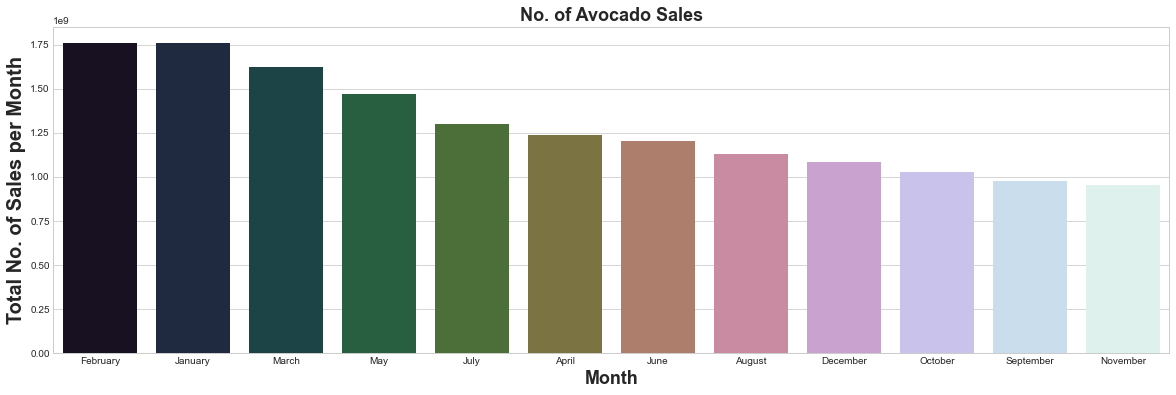 No. of Avocado Sales
1e9
Total No. of Sales per Month
1.75
1.50
1.25
1.00
0.75
0.50
0.25
0.00
February January March May July April June August December October September November
Month